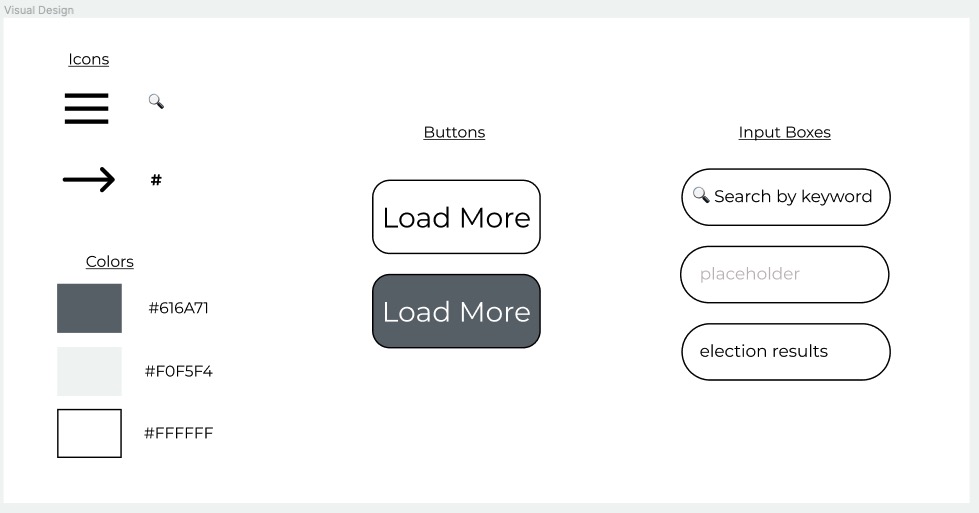 Visual Design
Icons
#
Colors
#616A71
#F0F5F4
#FFFFFF
Buttons
Load More
Load More
Input Boxes
Search by keyword
placeholder
election results